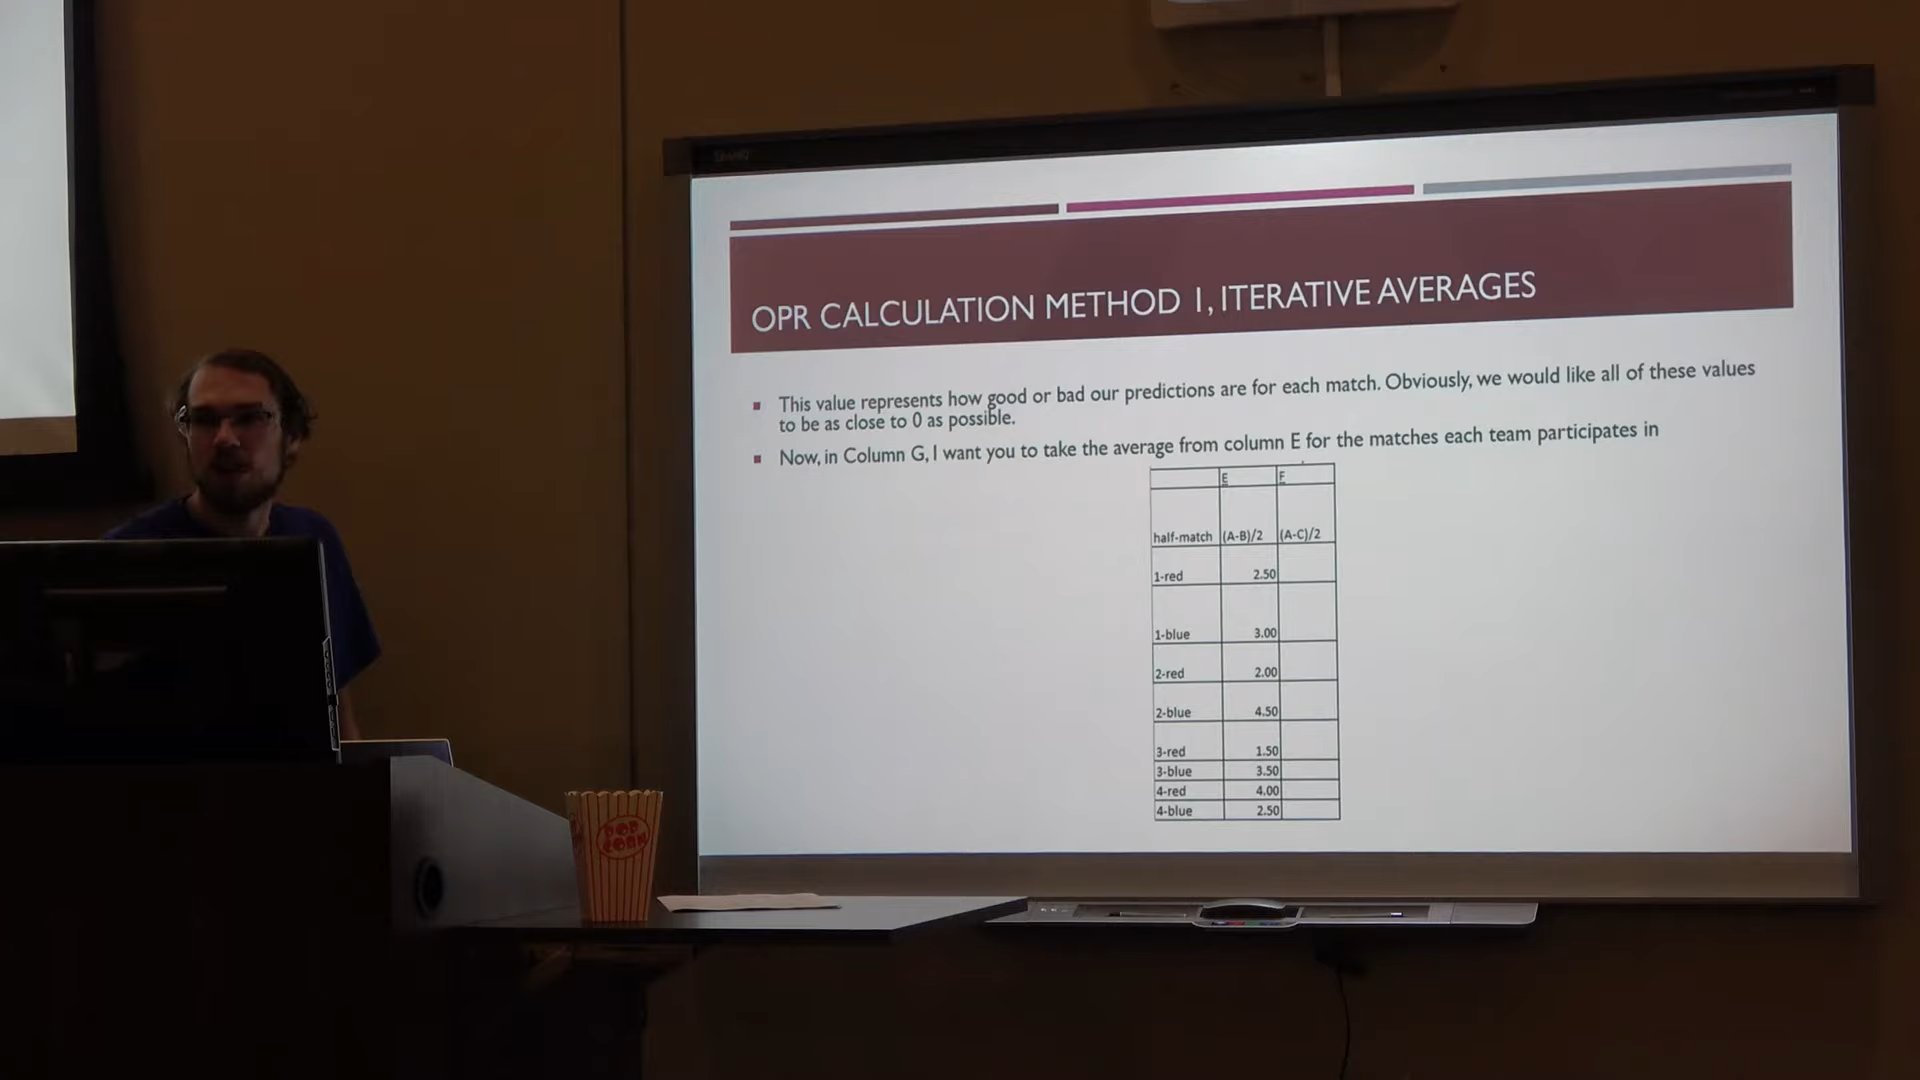 SMART
OPR CALCULATION METHOD 1, ITERATIVE AVERAGES
This value represents how good or bad our predictions are for each match. Obviously, we would like all of these values
to be as close to 0 as possible.
Now, in Column G, I want you to take the average from column E for the matches each team participates in
E F
half-match (A-B)/2 (A-C)/2
1-red 2.50
1-blue 3.00
2-red 2.00
2-blue 4.50
3-red 1.50
3-blue 3.50
4-red 4.00
4-blue 2.50
POP
CORN